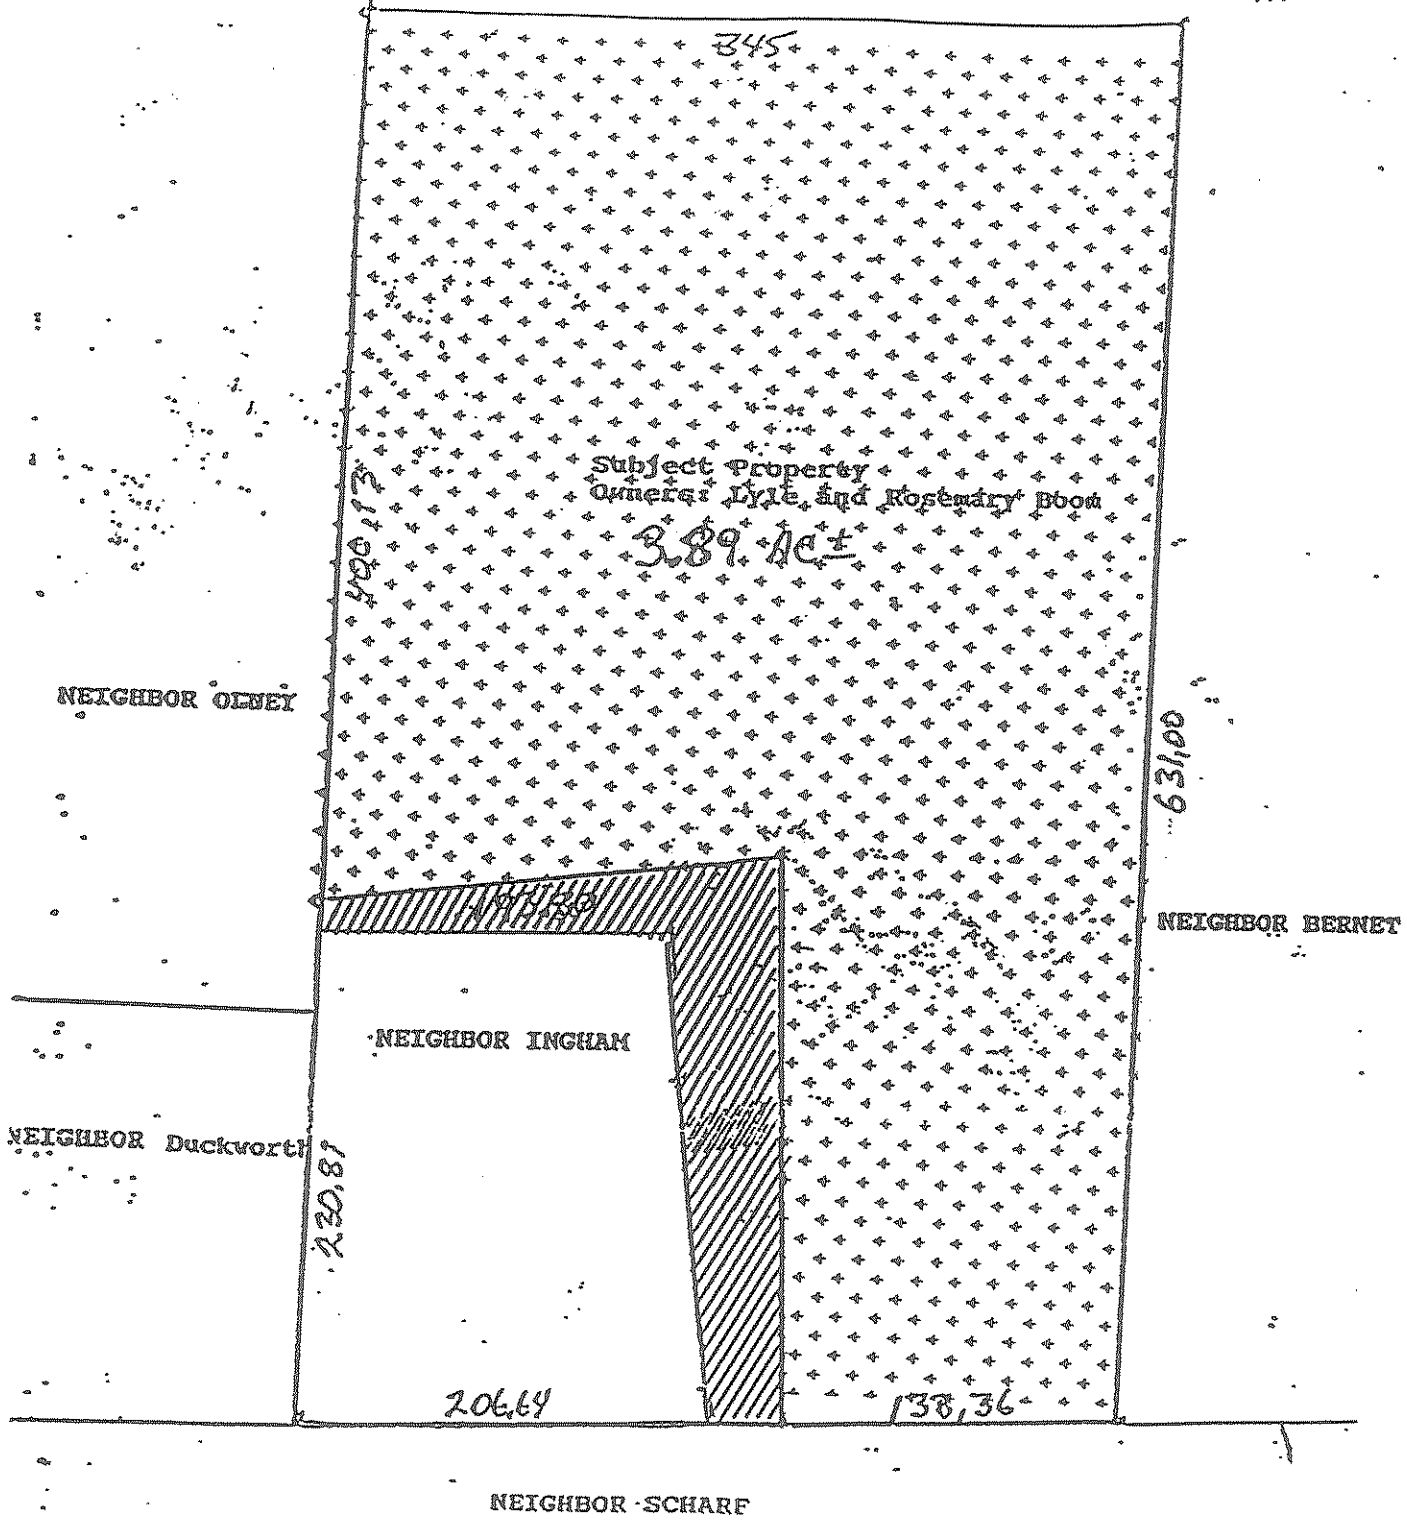 345
Subject Property
Owners: Lyle and Rosemary Boom
3.89 AC±
400.13
NEIGHBOR OLNEY
631.00
NEIGHBOR BERNET
NEIGHBOR INGHAM
NEIGHBOR Duckworth
230.87
206.64
138.36
NEIGHBOR SCHARF